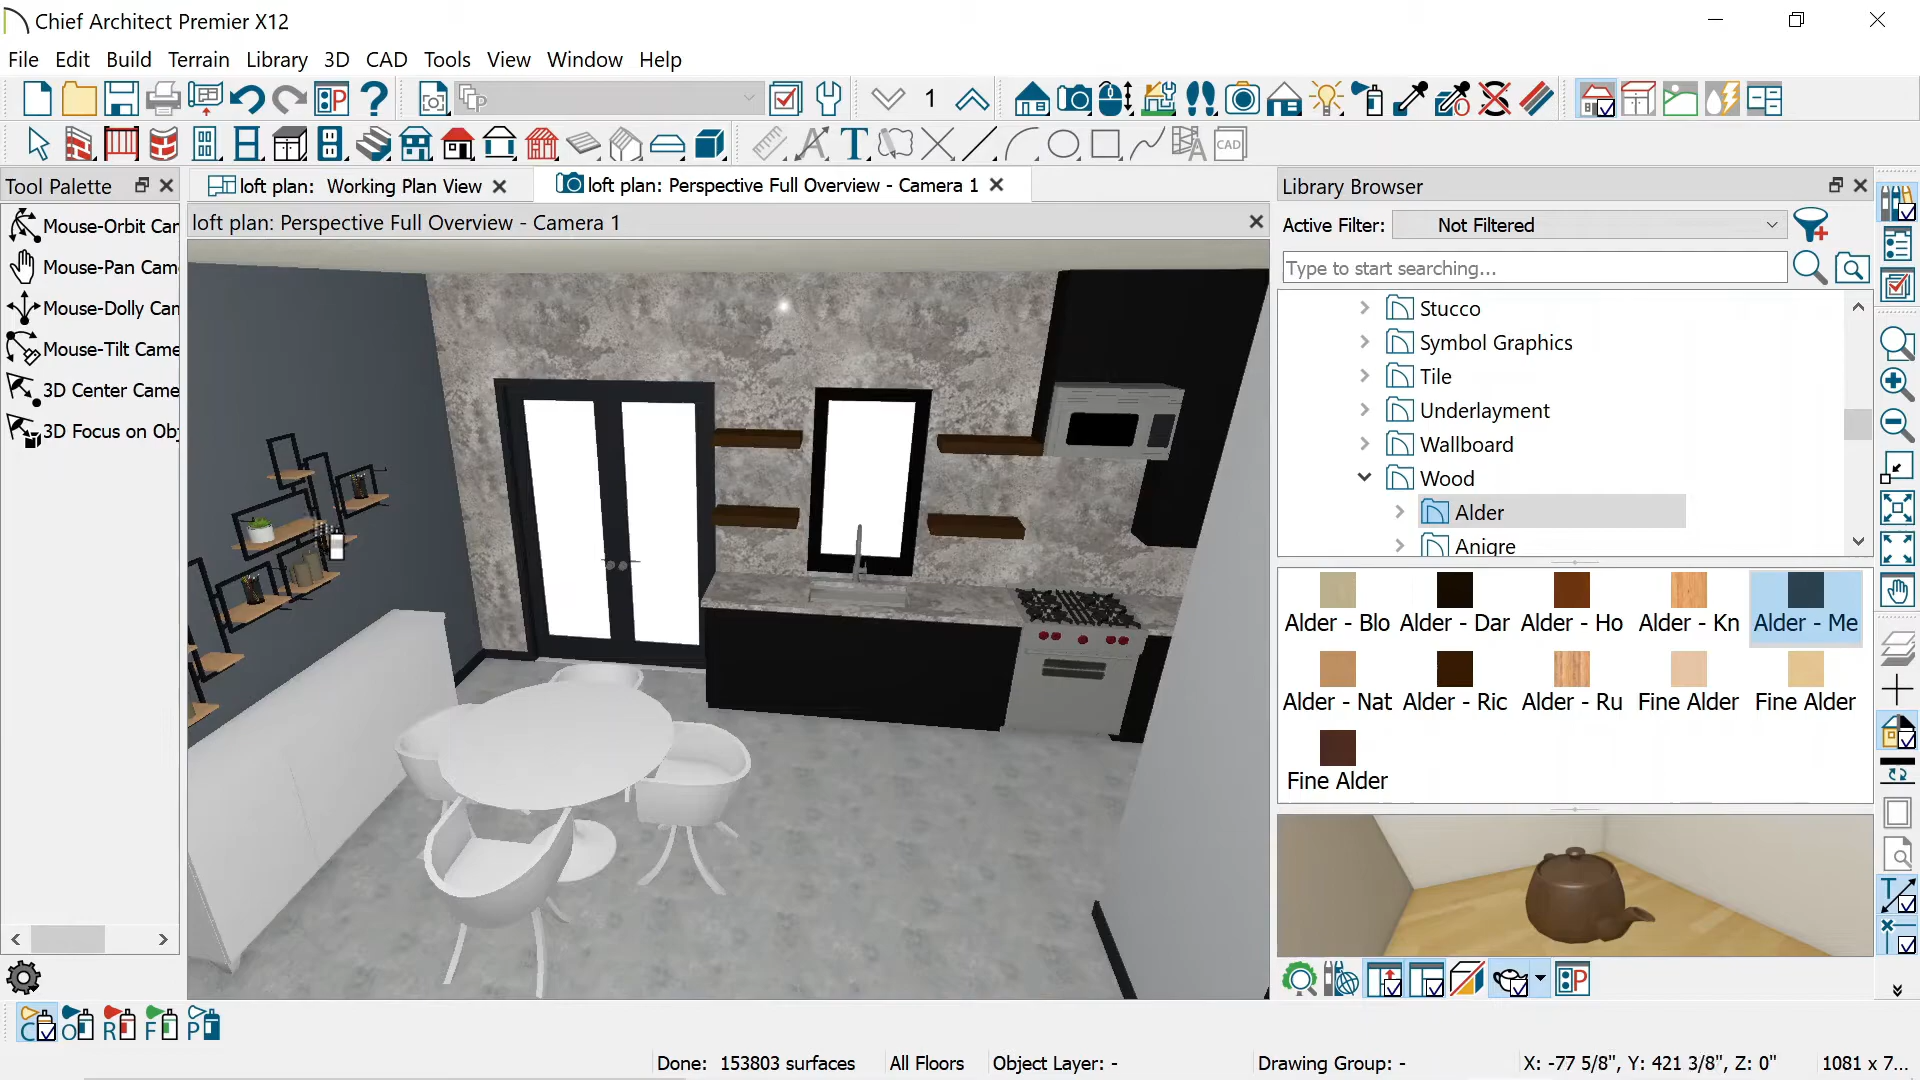 Chief Architect Premier X12
File Edit Build Terrain Library 3D CAD Tools View Window Help
1
CAD
Tool Palette
loft plan: Working Plan View
loft plan: Perspective Full Overview - Camera 1
Library Browser
loft plan: Perspective Full Overview - Camera 1
Active Filter: Not Filtered
Type to start searching...
Mouse-Orbit Car
Mouse-Pan Cam
Mouse-Dolly Can
Mouse-Tilt Came
3D Center Came
3D Focus on Obj
Stucco
Symbol Graphics
Tile
Underlayment
Wallboard
Wood
Alder
Anigre
Alder - Blo Alder - Dar Alder - Ho Alder - Kn Alder - Me
Alder - Nat Alder - Ric Alder - Ru Fine Alder Fine Alder
Fine Alder
C O R F P
Done: 153803 surfaces All Floors Object Layer: - Drawing Group: - X: -77 5/8", Y: 421 3/8", Z: 0" 1081 x 7...